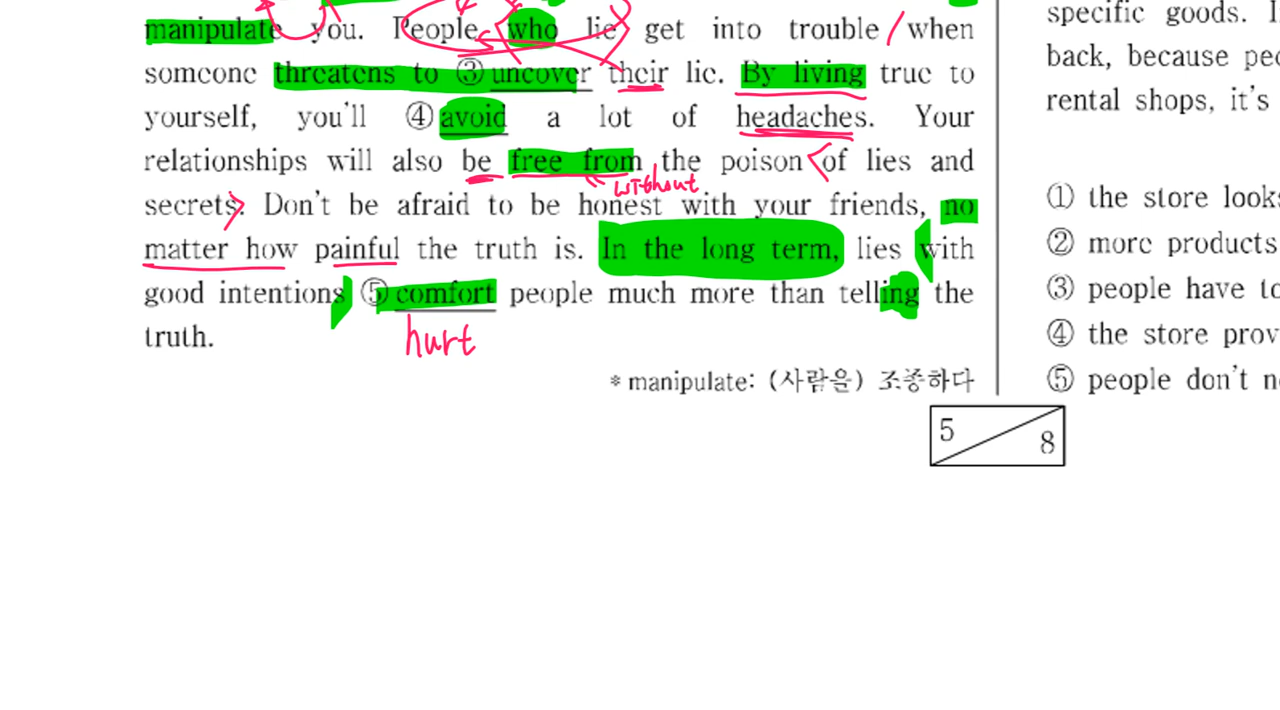 manipulate you. People who lie get into trouble / when
someone threatens to ③ uncover their lie. By living true to
yourself, you'll ④ avoid a lot of headaches. Your
relationships will also be free from the poison <of lies and
without
secrets.> Don't be afraid to be honest with your friends, no
matter how painful the truth is. In the long term, lies with
good intentions ⑤ comfort people much more than telling the
hurt
truth.
* manipulate: (사람을) 조종하다
5 / 8
specific goods.
back, because
rental shops, it's
① the store looks
② more products
③ people have to
④ the store
⑤ people don't